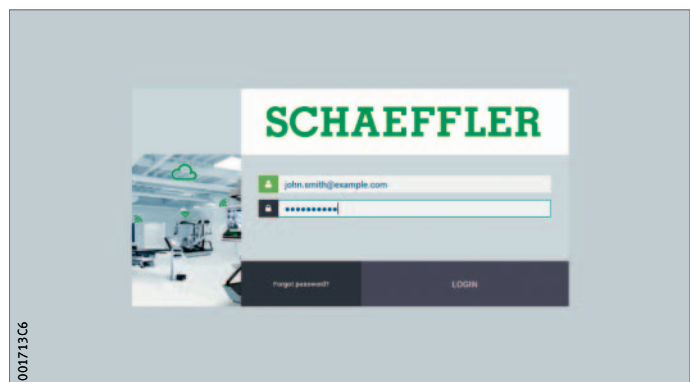 SCHAEFFLER
john.smith@example.com
••••••••••
Forgot password?
LOGIN
001713C6